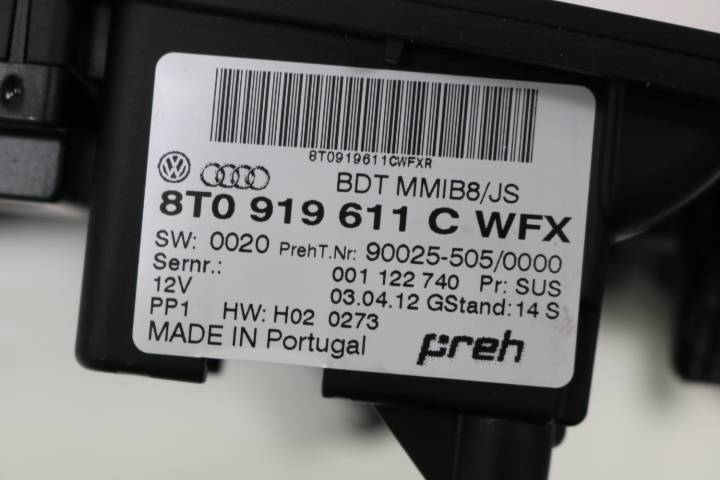 8T0919611CWFXR
BDT MMIB8/JS
8T0 919 611 C WFX
SW: 0020 PrehT.Nr: 90025-505/0000
Sernr.: 001 122 740 Pr: SUS
12V 03.04.12 GStand: 14 S
PP1 HW: H02 0273
MADE IN Portugal preh